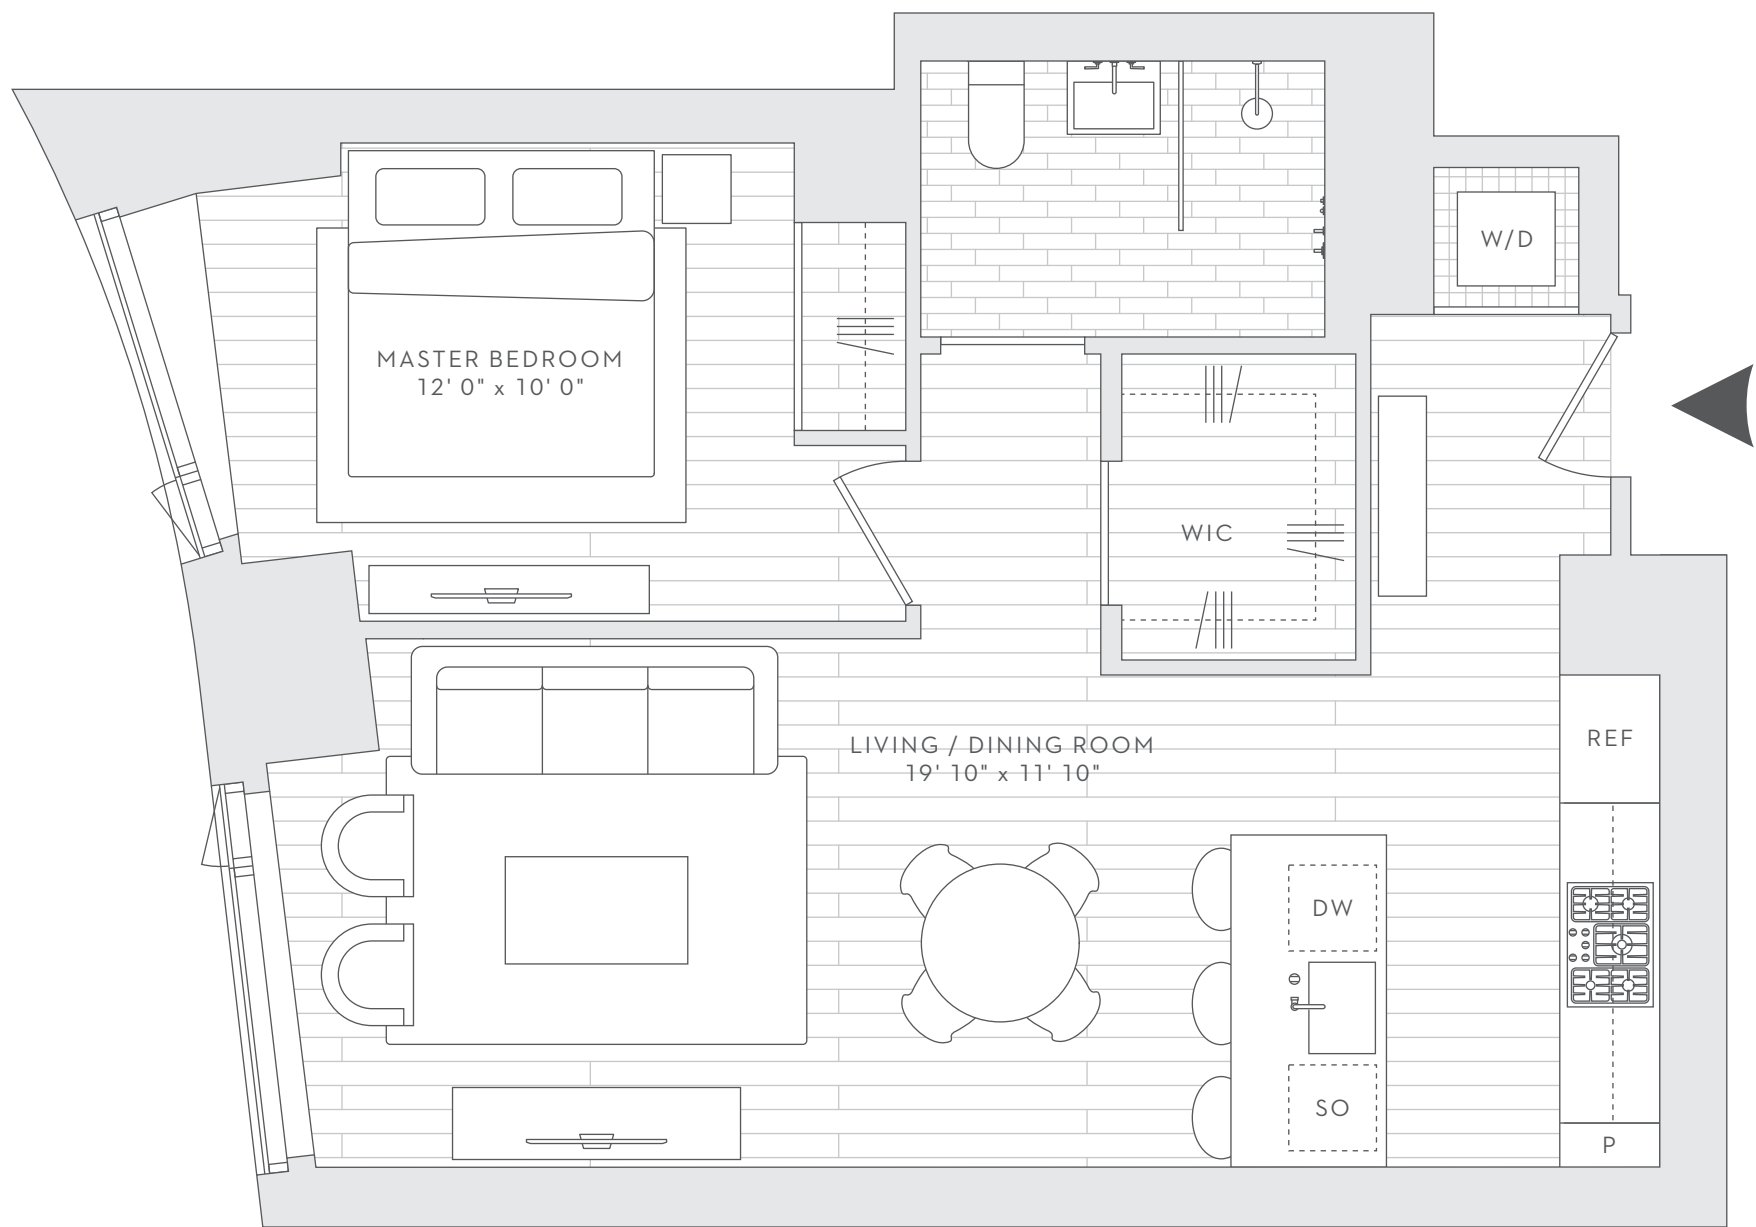 W/D
MASTER BEDROOM
12' 0" x 10' 0"
WIC
REF
LIVING / DINING ROOM
19' 10" x 11' 10"
DW
SO
P